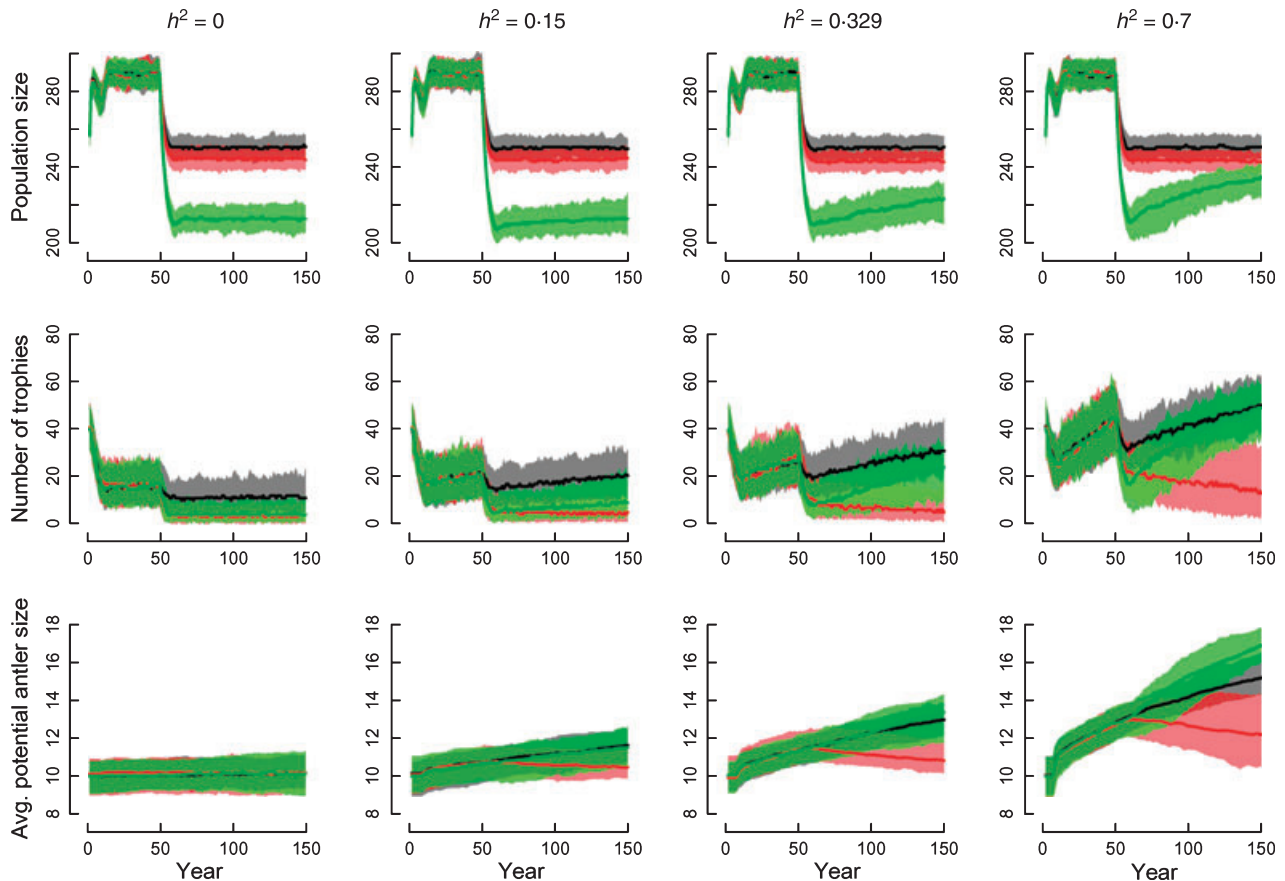 h² = 0 h² = 0·15 h² = 0·329 h² = 0·7
Population size
200 240 280
0 50 100 150
200 240 280
0 50 100 150
200 240 280
0 50 100 150
200 240 280
0 50 100 150
Number of trophies
0 20 40 60 80
0 50 100 150
0 20 40 60 80
0 50 100 150
0 20 40 60 80
0 50 100 150
0 20 40 60 80
0 50 100 150
Avg. potential antler size
8 10 12 14 16 18
0 50 100 150
8 10 12 14 16 18
0 50 100 150
8 10 12 14 16 18
0 50 100 150
8 10 12 14 16 18
0 50 100 150
Year Year Year Year